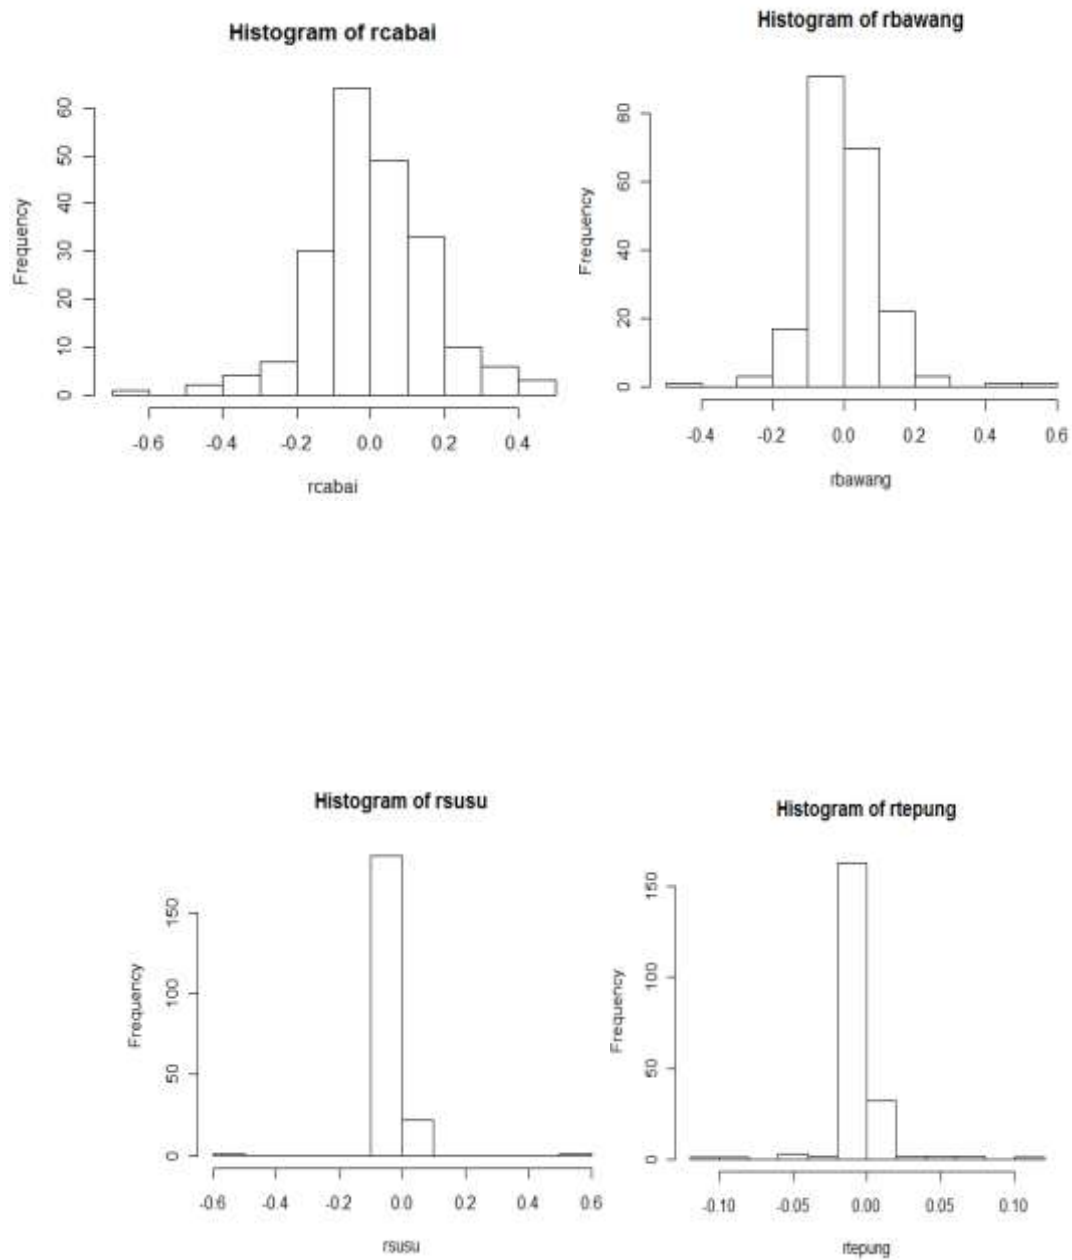 Histogram of rcabai
Frequency
0 10 20 30 40 50 60
-0.6 -0.4 -0.2 0.0 0.2 0.4
rcabai
Histogram of rbawang
Frequency
0 20 40 60 80
-0.4 -0.2 0.0 0.2 0.4 0.6
rbawang
Histogram of rsusu
Frequency
0 50 100 150
-0.6 -0.4 -0.2 0.0 0.2 0.4 0.6
rsusu
Histogram of rtepung
Frequency
0 50 100 150
-0.10 -0.05 0.00 0.05 0.10
rtepung